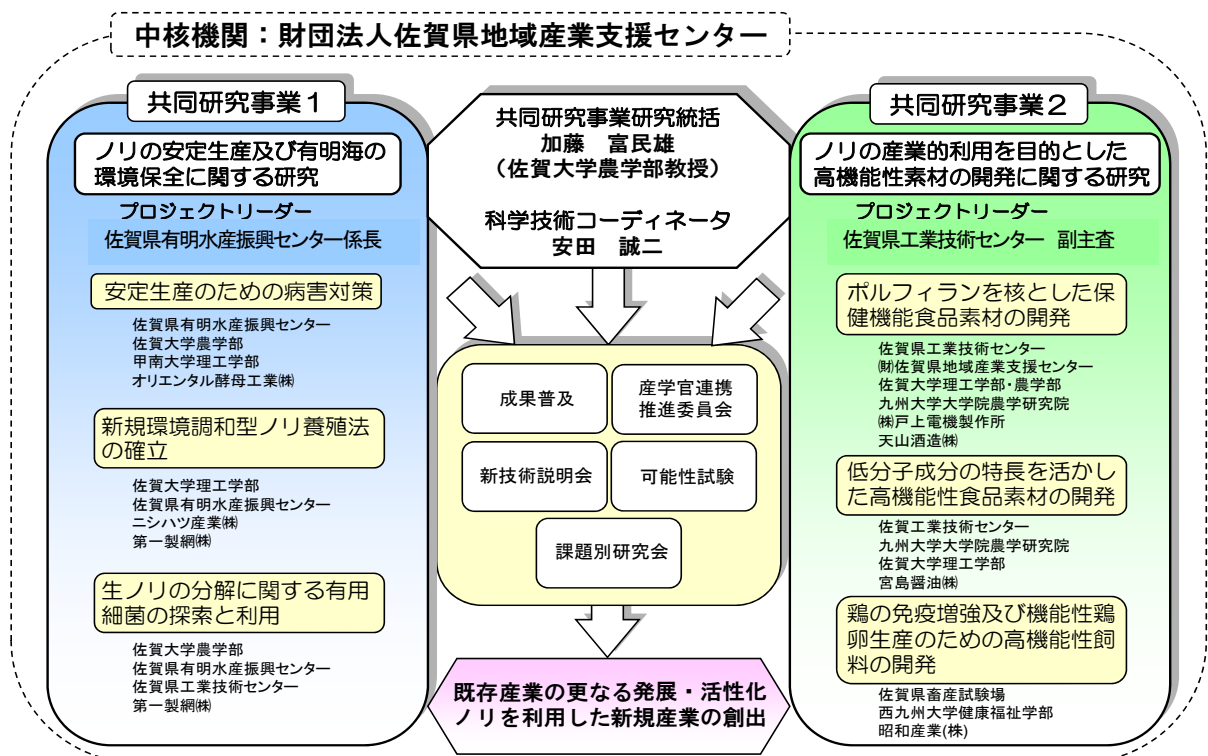 中核機関：財団法人佐賀県地域産業支援センター
共同研究事業１
ノリの安定生産及び有明海の
環境保全に関する研究
プロジェクトリーダー
佐賀県有明水産振興センター係長
安定生産のための病害対策
佐賀県有明水産振興センター
佐賀大学農学部
甲南大学理工学部
オリエンタル酵母工業㈱
新規環境調和型ノリ養殖法
の確立
佐賀大学理工学部
佐賀県有明水産振興センター
ニシハツ産業㈱
第一製網㈱
生ノリの分解に関する有用
細菌の探索と利用
佐賀大学農学部
佐賀県有明水産振興センター
佐賀県工業技術センター
第一製網㈱
共同研究事業研究統括
加藤　富民雄
（佐賀大学農学部教授）
科学技術コーディネータ
安田　誠二
成果普及
産学官連携
推進委員会
新技術説明会
可能性試験
課題別研究会
既存産業の更なる発展・活性化
ノリを利用した新規産業の創出
共同研究事業２
ノリの産業的利用を目的とした
高機能性素材の開発に関する研究
プロジェクトリーダー
佐賀県工業技術センター　副主査
ポルフィランを核とした保
健機能食品素材の開発
佐賀県工業技術センター
㈶佐賀県地域産業支援センター
佐賀大学理工学部・農学部
九州大学大学院農学研究院
㈱戸上電機製作所
天山酒造㈱
低分子成分の特長を活かし
た高機能性食品素材の開発
佐賀工業技術センター
九州大学大学院農学研究院
佐賀大学理工学部
宮島醤油㈱
鶏の免疫増強及び機能性鶏
卵生産のための高機能性飼
料の開発
佐賀県畜産試験場
西九州大学健康福祉学部
昭和産業(株)